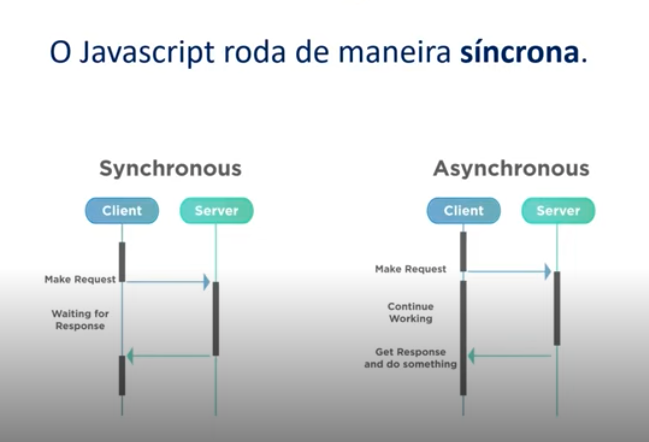 O Javascript roda de maneira síncrona.
Synchronous
Client
Server
Make Request
Waiting for
Response
Asynchronous
Client
Server
Make Request
Continue
Working
Get Response
and do something